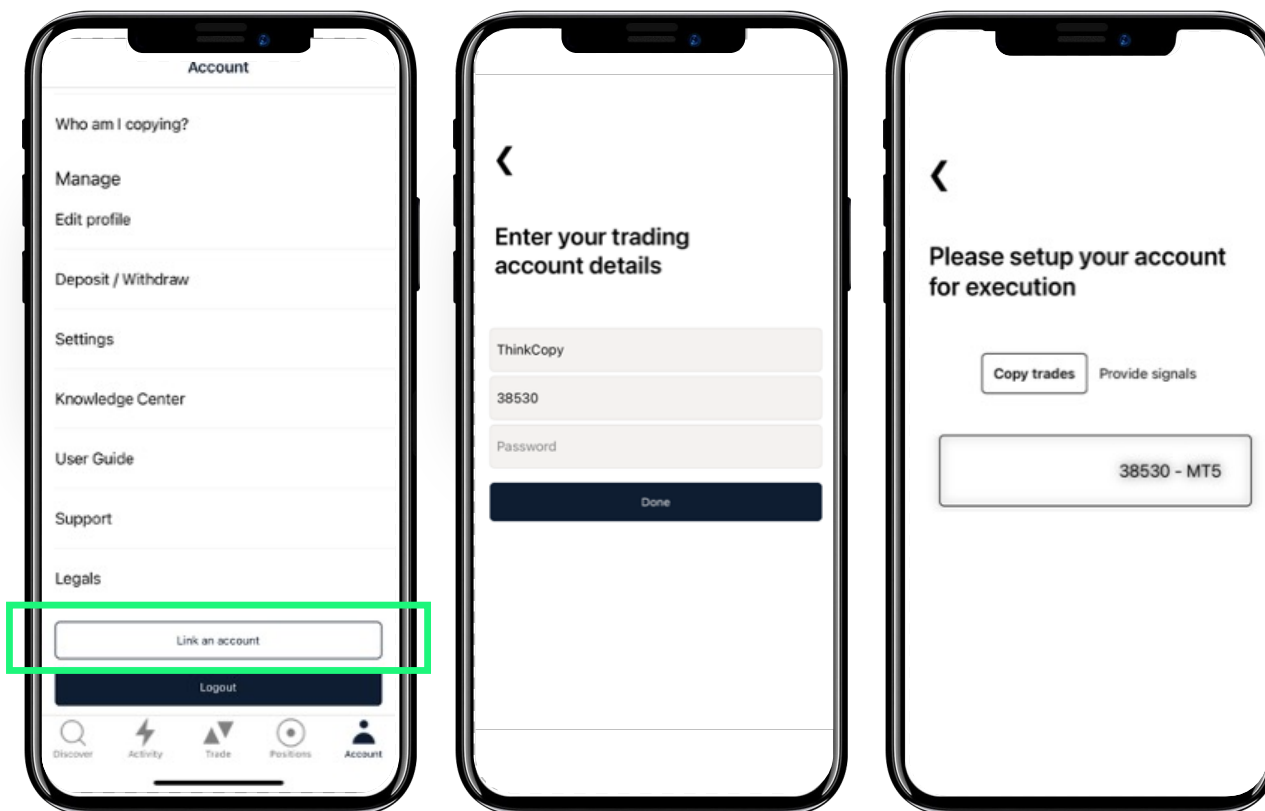 Account
Who am I copying?
Manage
Edit profile
Deposit / Withdraw
Settings
Knowledge Center
User Guide
Support
Legals
Link an account
Logout
Discover
Activity
Trade
Positions
Account
Enter your trading
account details
ThinkCopy
38530
Password
Done
Please setup your account
for execution
Copy trades
Provide signals
38530 - MT5